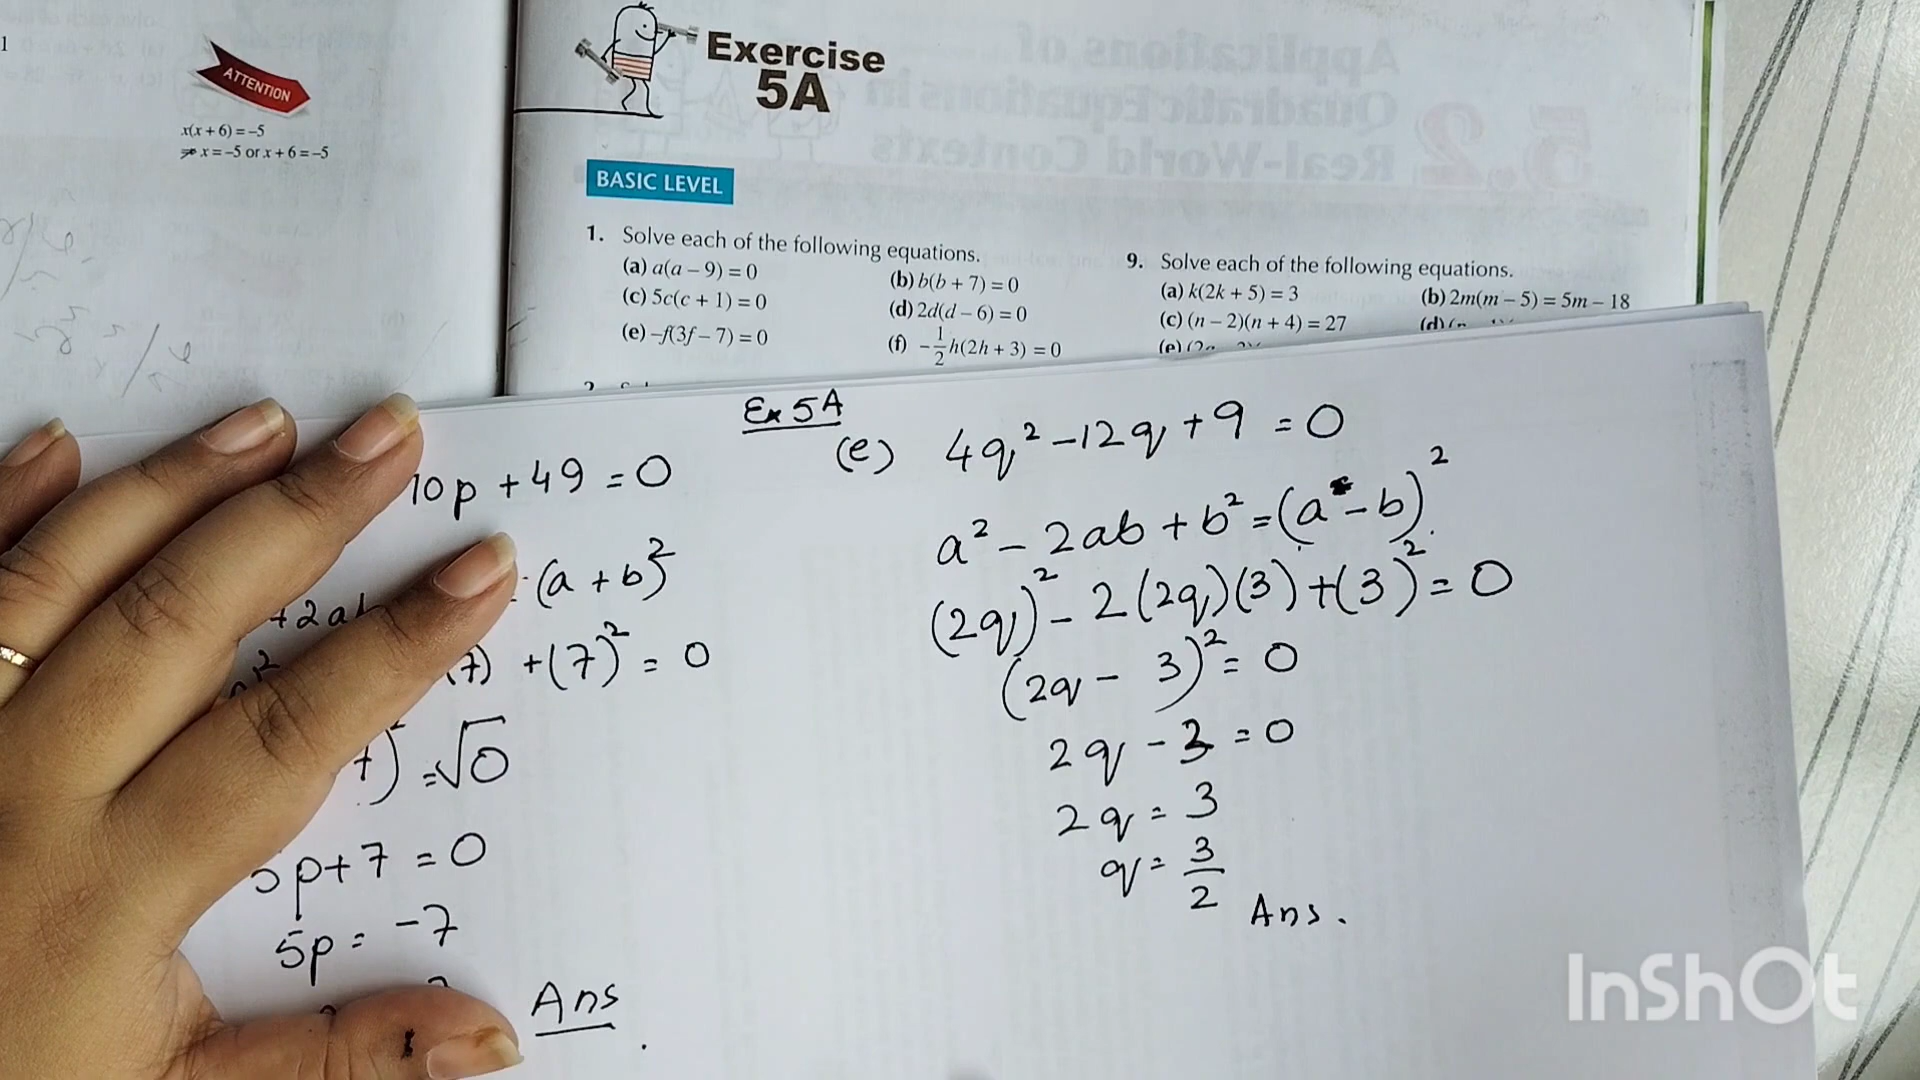 1
ATTENTION
x(x + 6) = –5
⇏ x = –5 or x + 6 = –5
Exercise
5A
BASIC LEVEL
1. Solve each of the following equations.
(a) a(a – 9) = 0
(b) b(b + 7) = 0
(c) 5c(c + 1) = 0
(d) 2d(d – 6) = 0
(e) –f(3f – 7) = 0
(f) –1/2 h(2h + 3) = 0
9. Solve each of the following equations.
(a) k(2k + 5) = 3
(b) 2m(m – 5) = 5m – 18
(c) (n – 2)(n + 4) = 27
Ex 5A
10p + 49 = 0
(a + b)²
(7) + (7)² = 0
= √0
5p + 7 = 0
5p = -7
Ans
(e) 4q² - 12q + 9 = 0
a² - 2ab + b² = (a - b)².
(2q)² - 2(2q)(3) + (3)² = 0
(2q - 3)² = 0
2q - 3 = 0
2q = 3
q = 3/2
Ans.
InShOt